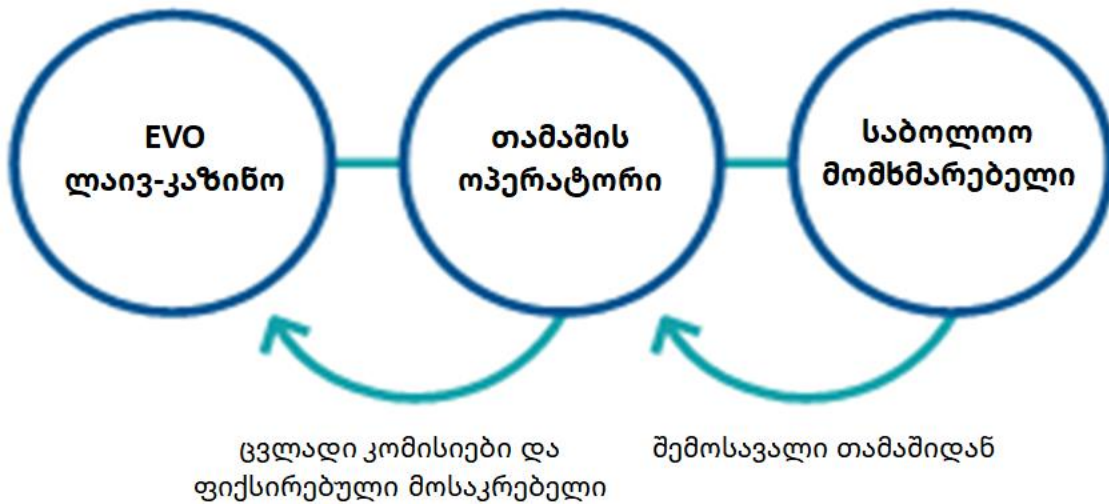 EVO
ლაივ-კაზინო
თამაშის
ოპერატორი
საბოლოო
მომხმარებელი
ცვლადი კომისიები და
ფიქსირებული მოსაკრებელი
შემოსავალი თამაშიდან